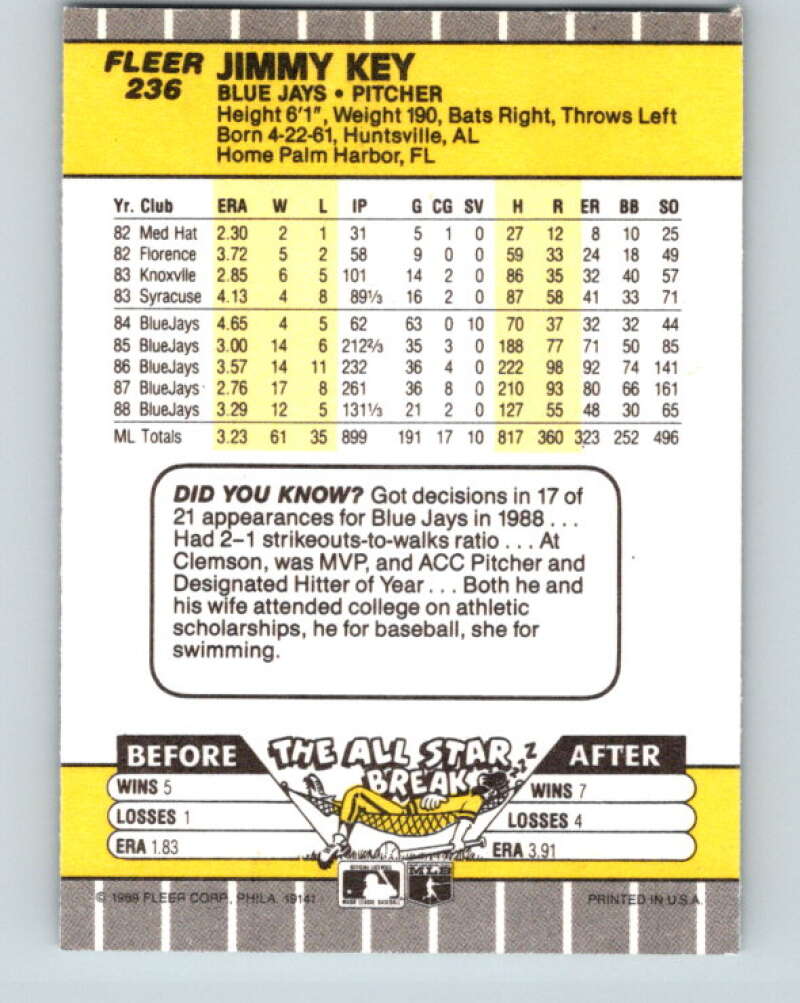 FLEER JIMMY KEY
236 BLUE JAYS • PITCHER
Height 6'1", Weight 190, Bats Right, Throws Left
Born 4-22-61, Huntsville, AL
Home Palm Harbor, FL
Yr. Club ERA W L IP G CG SV H R ER BB SO
82 Med Hat 2.30 2 1 31 5 1 0 27 12 8 10 25
82 Florence 3.72 5 2 58 9 0 0 59 33 24 18 49
83 Knoxvlle 2.85 6 5 101 14 2 0 86 35 32 40 57
83 Syracuse 4.13 4 8 89⅓ 16 2 0 87 58 41 33 71
84 BlueJays 4.65 4 5 62 63 0 10 70 37 32 32 44
85 BlueJays 3.00 14 6 212⅔ 35 3 0 188 77 71 50 85
86 BlueJays 3.57 14 11 232 36 4 0 222 98 92 74 141
87 BlueJays 2.76 17 8 261 36 8 0 210 93 80 66 161
88 BlueJays 3.29 12 5 131⅓ 21 2 0 127 55 48 30 65
ML Totals 3.23 61 35 899 191 17 10 817 360 323 252 496
DID YOU KNOW? Got decisions in 17 of
21 appearances for Blue Jays in 1988 . . .
Had 2–1 strikeouts-to-walks ratio . . . At
Clemson, was MVP, and ACC Pitcher and
Designated Hitter of Year . . . Both he and
his wife attended college on athletic
scholarships, he for baseball, she for
swimming.
BEFORE THE ALL STAR BREAK zzZZ AFTER
WINS 5 WINS 7
LOSSES 1 LOSSES 4
ERA 1.83 ERA 3.91
MLB
© 1989 FLEER CORP., PHILA. 19141 PRINTED IN U.S.A.